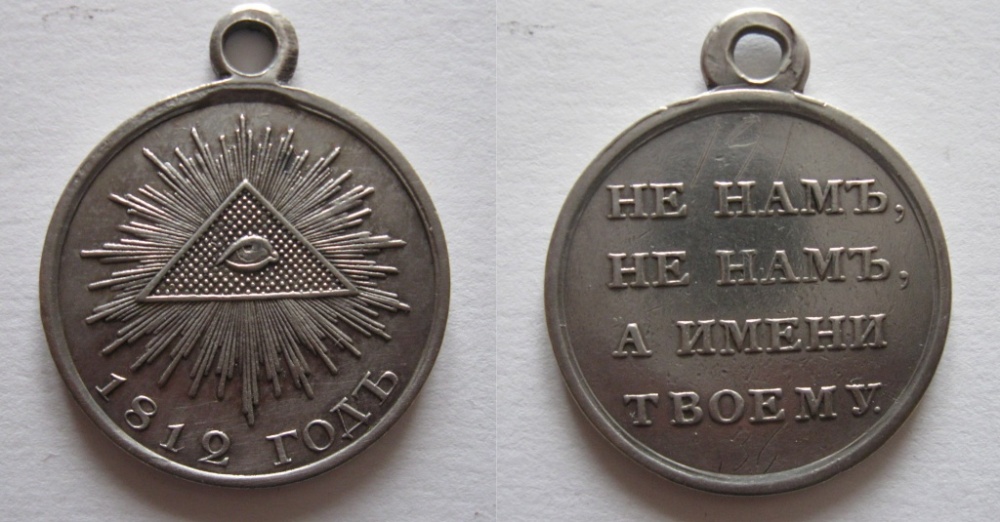 1812 ГОДЪ
НЕ НАМЪ,
НЕ НАМЪ,
А ИМЕНИ
ТВОЕМУ.